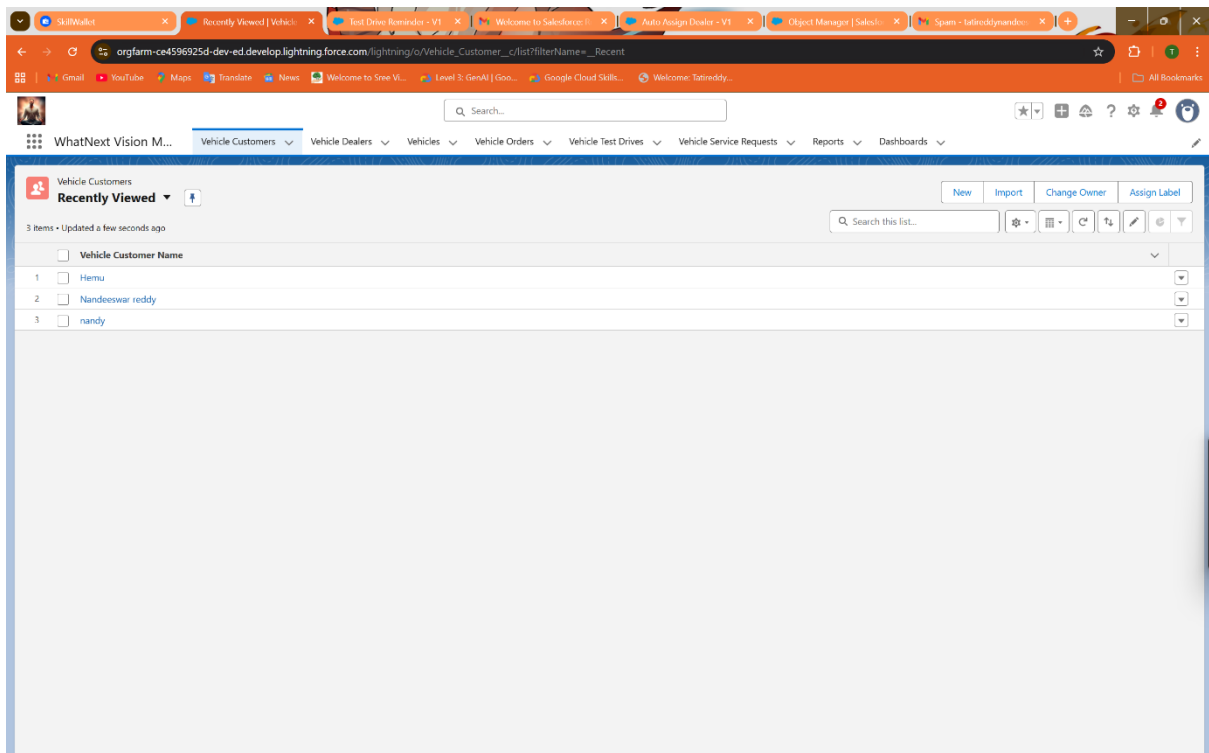 SkillWallet
Recently Viewed | Vehicle
Test Drive Reminder - V1
Welcome to Salesforce:
Auto Assign Dealer - V1
Object Manager | Salesfor
Spam - tatireddynandee
orgfarm-ce4596925d-dev-ed.develop.lightning.force.com/lightning/o/Vehicle_Customer__c/list?filterName=__Recent
T
Gmail YouTube Maps Translate News Welcome to Sree Vi... Level 3: GenAI | Goo... Google Cloud Skills... Welcome: Tatireddy... All Bookmarks
Search...
2
WhatNext Vision M... Vehicle Customers Vehicle Dealers Vehicles Vehicle Orders Vehicle Test Drives Vehicle Service Requests Reports Dashboards
Vehicle Customers
Recently Viewed
New Import Change Owner Assign Label
3 items • Updated a few seconds ago
Search this list...
Vehicle Customer Name
1 Hemu
2 Nandeeswar reddy
3 nandy